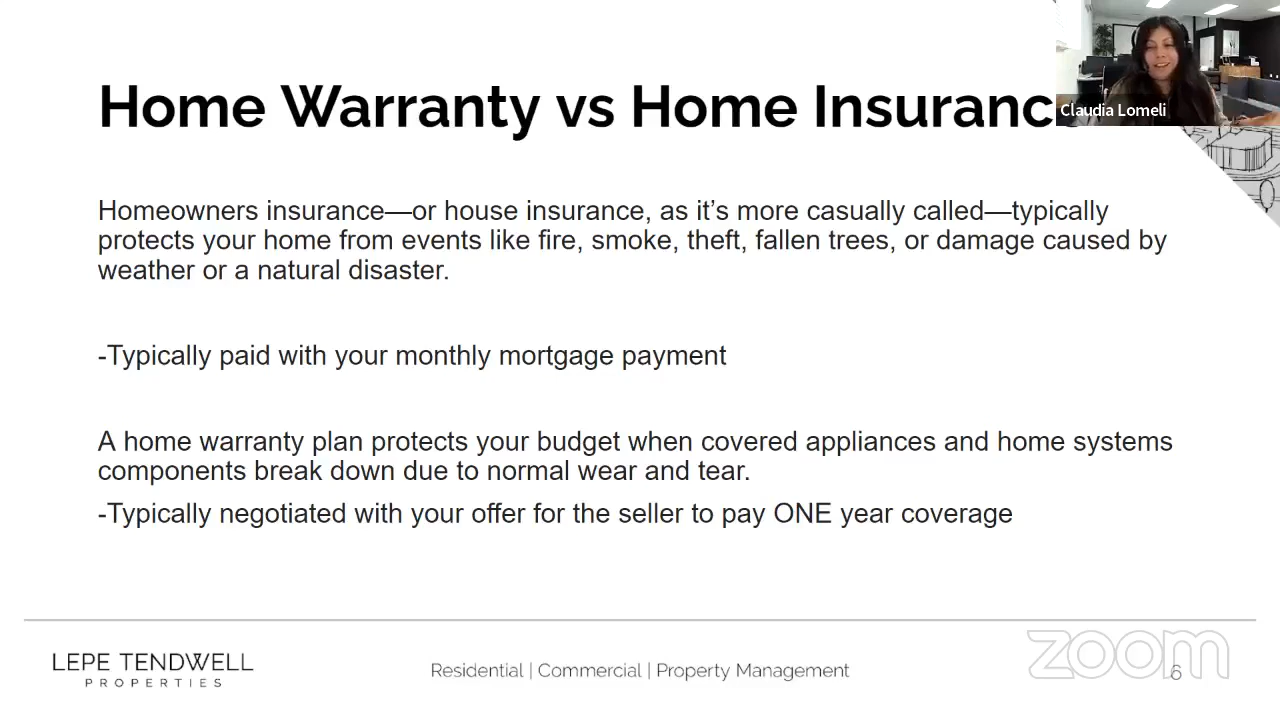 Home Warranty vs Home Insuranc
Claudia Lomeli
Homeowners insurance—or house insurance, as it’s more casually called—typically
protects your home from events like fire, smoke, theft, fallen trees, or damage caused by
weather or a natural disaster.
-Typically paid with your monthly mortgage payment
A home warranty plan protects your budget when covered appliances and home systems
components break down due to normal wear and tear.
-Typically negotiated with your offer for the seller to pay ONE year coverage
LEPE TENDWELL
PROPERTIES
Residential | Commercial | Property Management
zoom
6